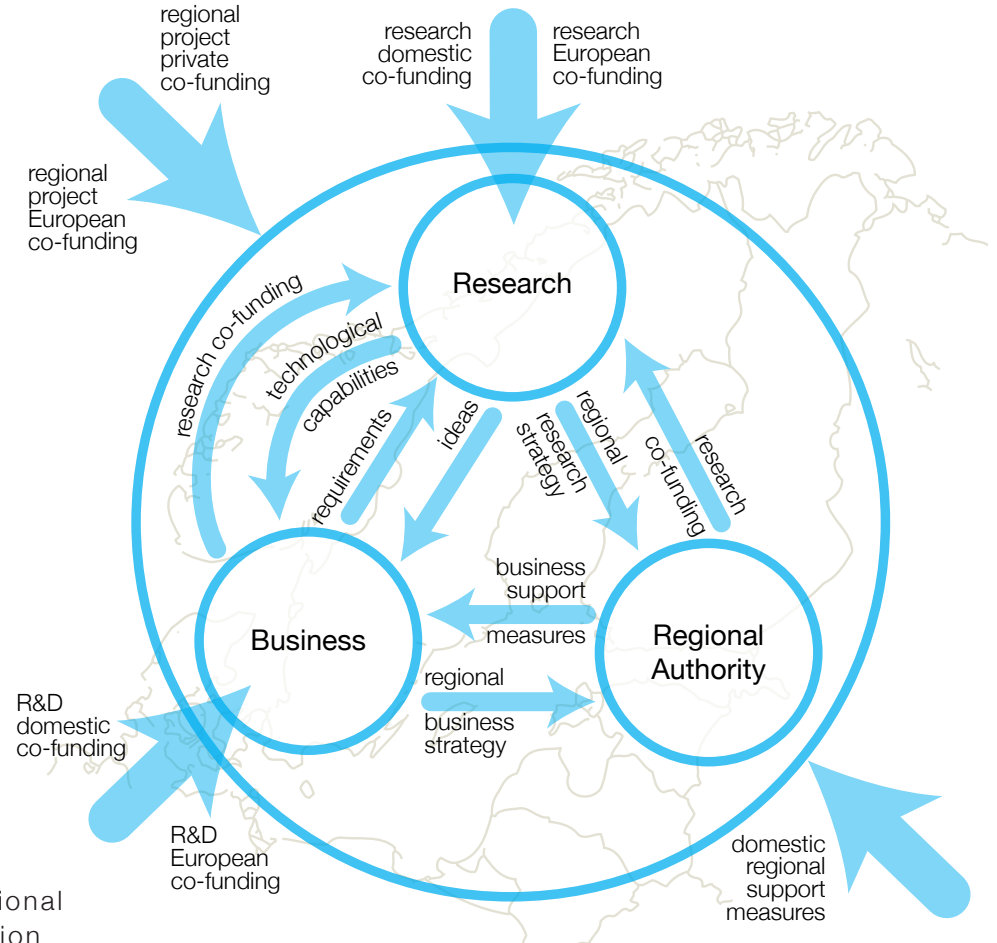 regional
project
private
co-funding
research
domestic
co-funding
research
European
co-funding
regional
project
European
co-funding
Research
research co-funding
technological
capabilities
requirements
ideas
regional
research
strategy
research
co-funding
business
support
measures
Business
Regional
Authority
regional
business
strategy
R&D
domestic
co-funding
R&D
European
co-funding
domestic
regional
support
measures